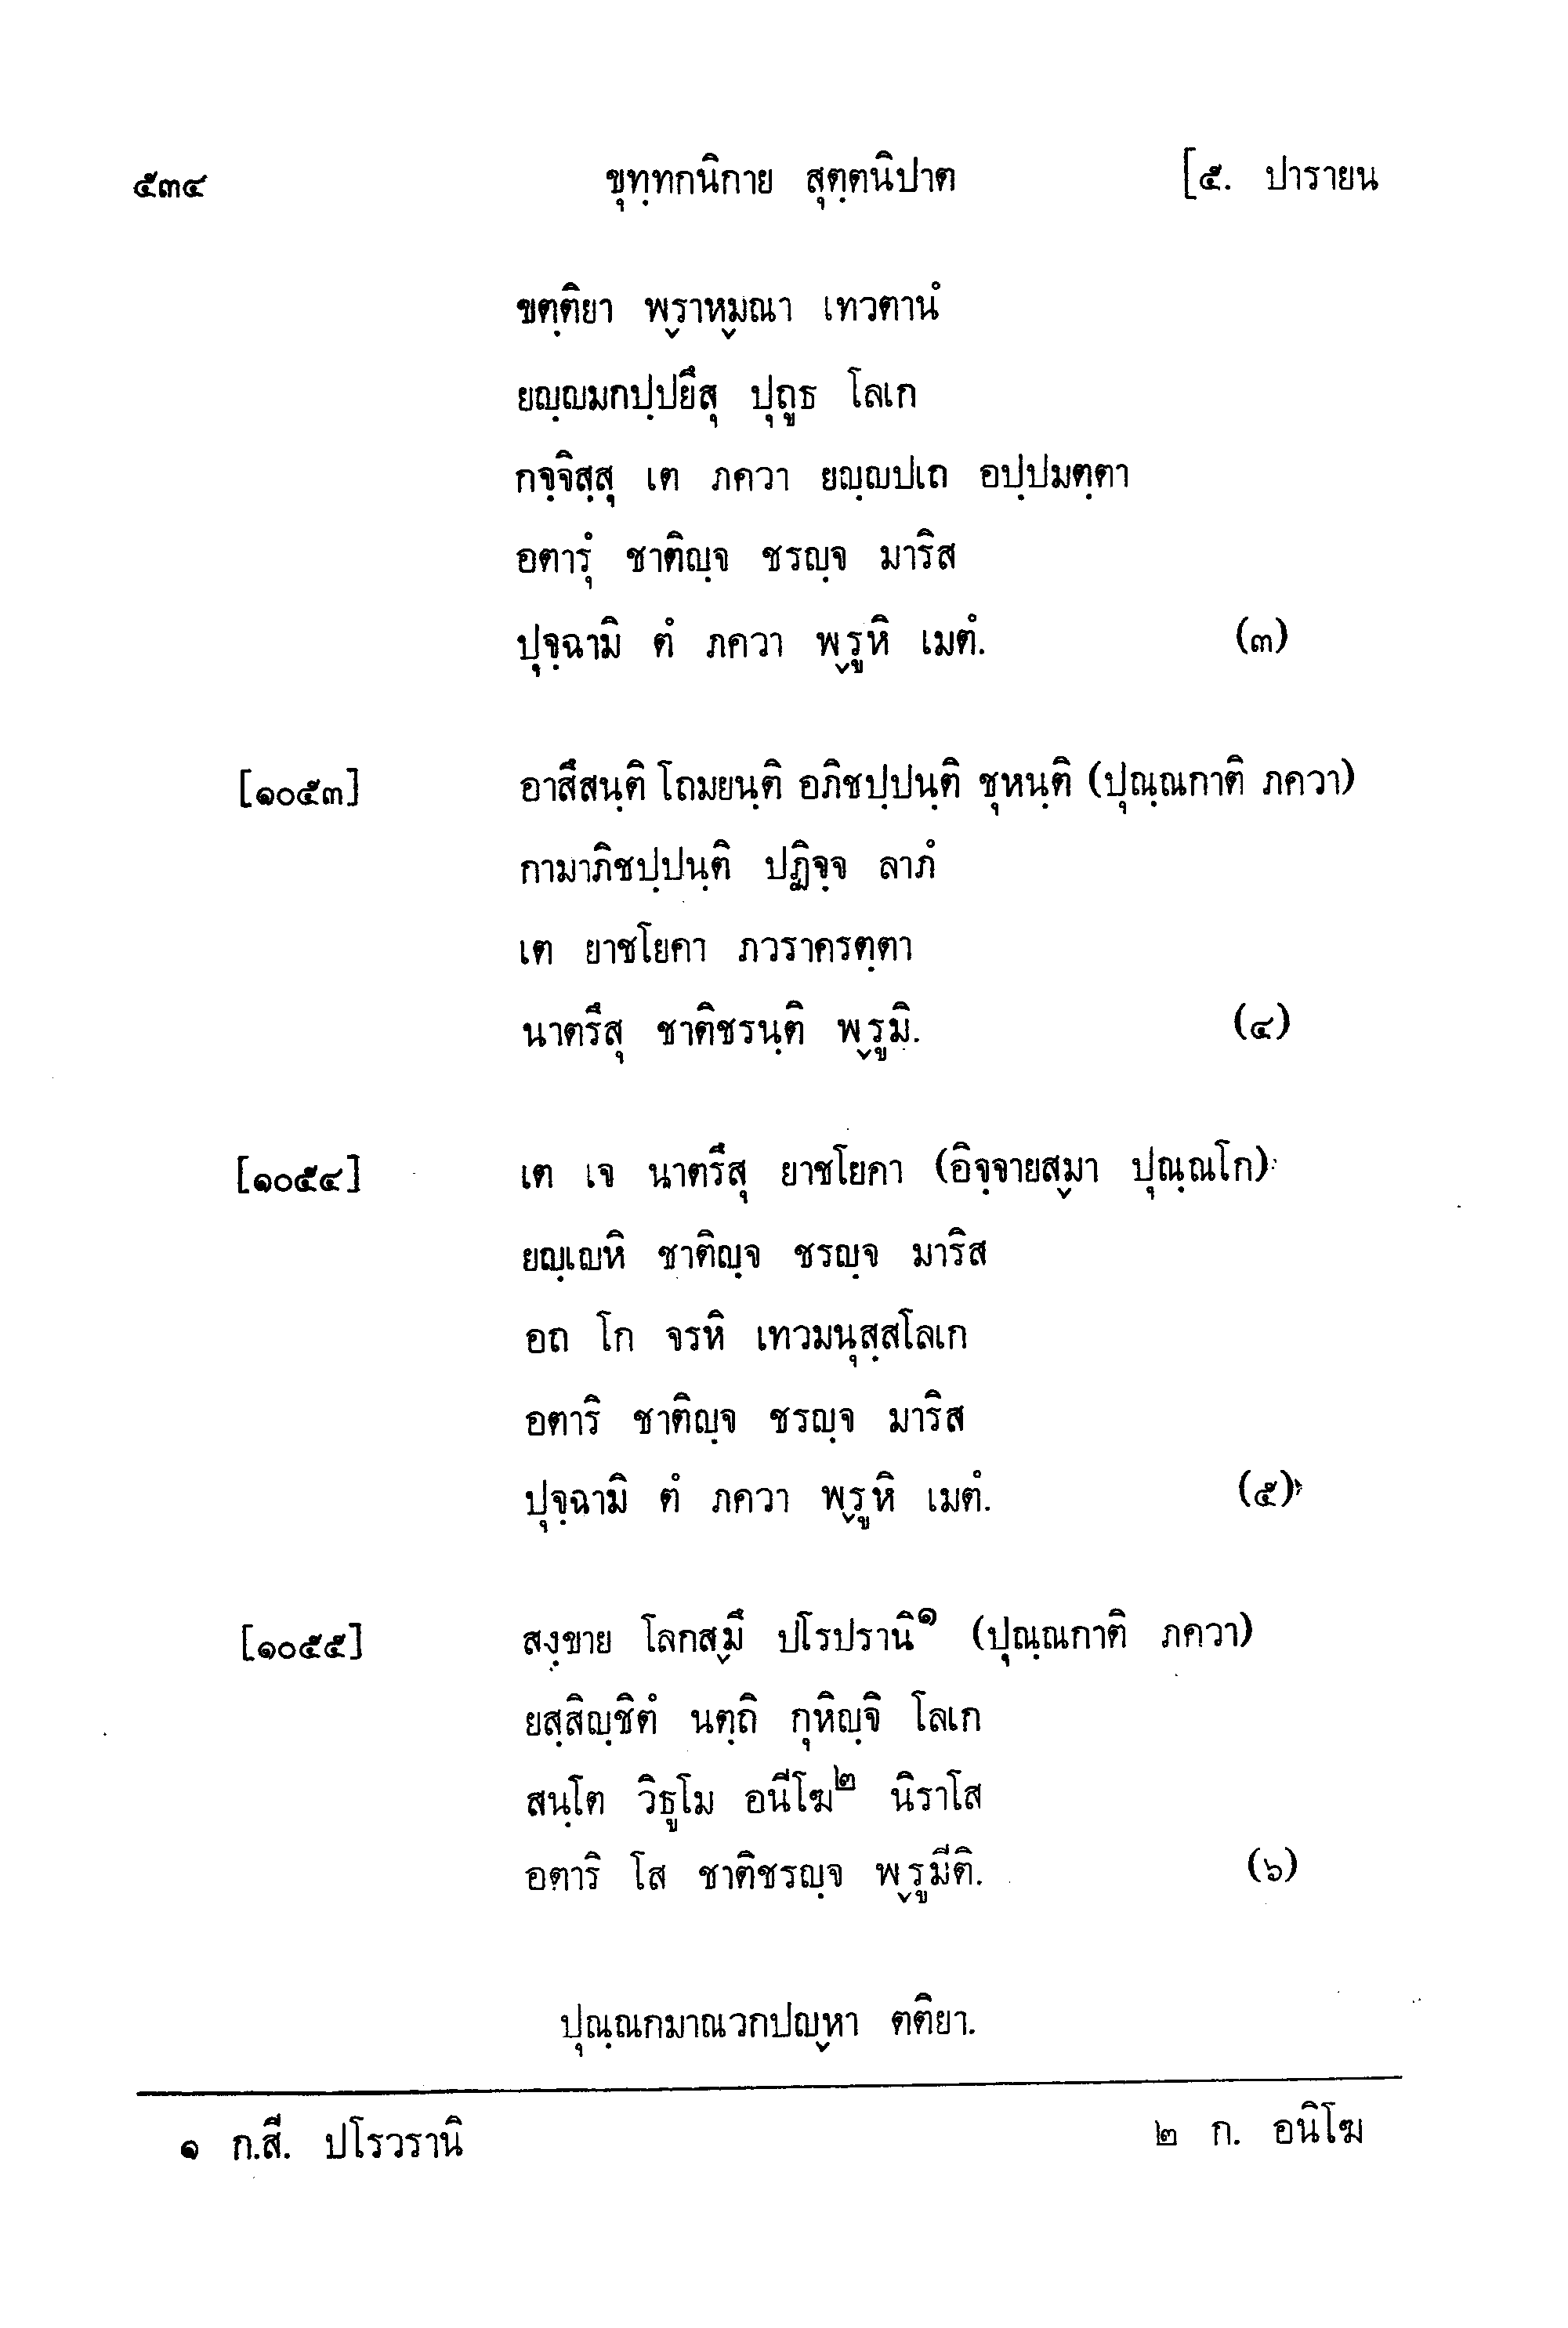 ๕๓๔ ขุทฺทกนิกาย สุตฺตนิปาต [๕. ปารายน
ขตฺติยา พฺราหฺมณา เทวตานํ
ยญฺญมกปฺปยึสุ ปุถูธ โลเก
กจฺจิสฺสุ เต ภควา ยญฺญปเถ อปฺปมตฺตา
อตารุํ ชาติญฺจ ชรญฺจ มาริส
ปุจฺฉามิ ตํ ภควา พฺรูหิ เมตํ. (๓)
[๑๐๕๓] อาสึสนฺติ โถมยนฺติ อภิชปฺปนฺติ ชุหนฺติ (ปุณฺณกาติ ภควา)
กามาภิชปฺปนฺติ ปฏิจฺจ ลาภํ
เต ยาชโยคา ภวราครตฺตา
นาตรึสุ ชาติชรนฺติ พฺรูมิ. (๔)
[๑๐๕๔] เต เจ นาตรึสุ ยาชโยคา (อิจฺจายสฺมา ปุณฺณโก)
ยญฺเญหิ ชาติญฺจ ชรญฺจ มาริส
อถ โก จรหิ เทวมนุสฺสโลเก
อตาริ ชาติญฺจ ชรญฺจ มาริส
ปุจฺฉามิ ตํ ภควา พฺรูหิ เมตํ. (๕)
[๑๐๕๕] สงฺขาย โลกสฺมึ ปโรปรานิ๑ (ปุณฺณกาติ ภควา)
ยสฺสิญฺชิตํ นตฺถิ กุหิญฺจิ โลเก
สนฺโต วิธูโม อนีโฆ๒ นิราโส
อตาริ โส ชาติชรญฺจ พฺรูมีติ. (๖)
ปุณฺณกมาณวกปญฺหา ตติยา.
๑ ก.สี. ปโรวรานิ ๒ ก. อนิโฆ